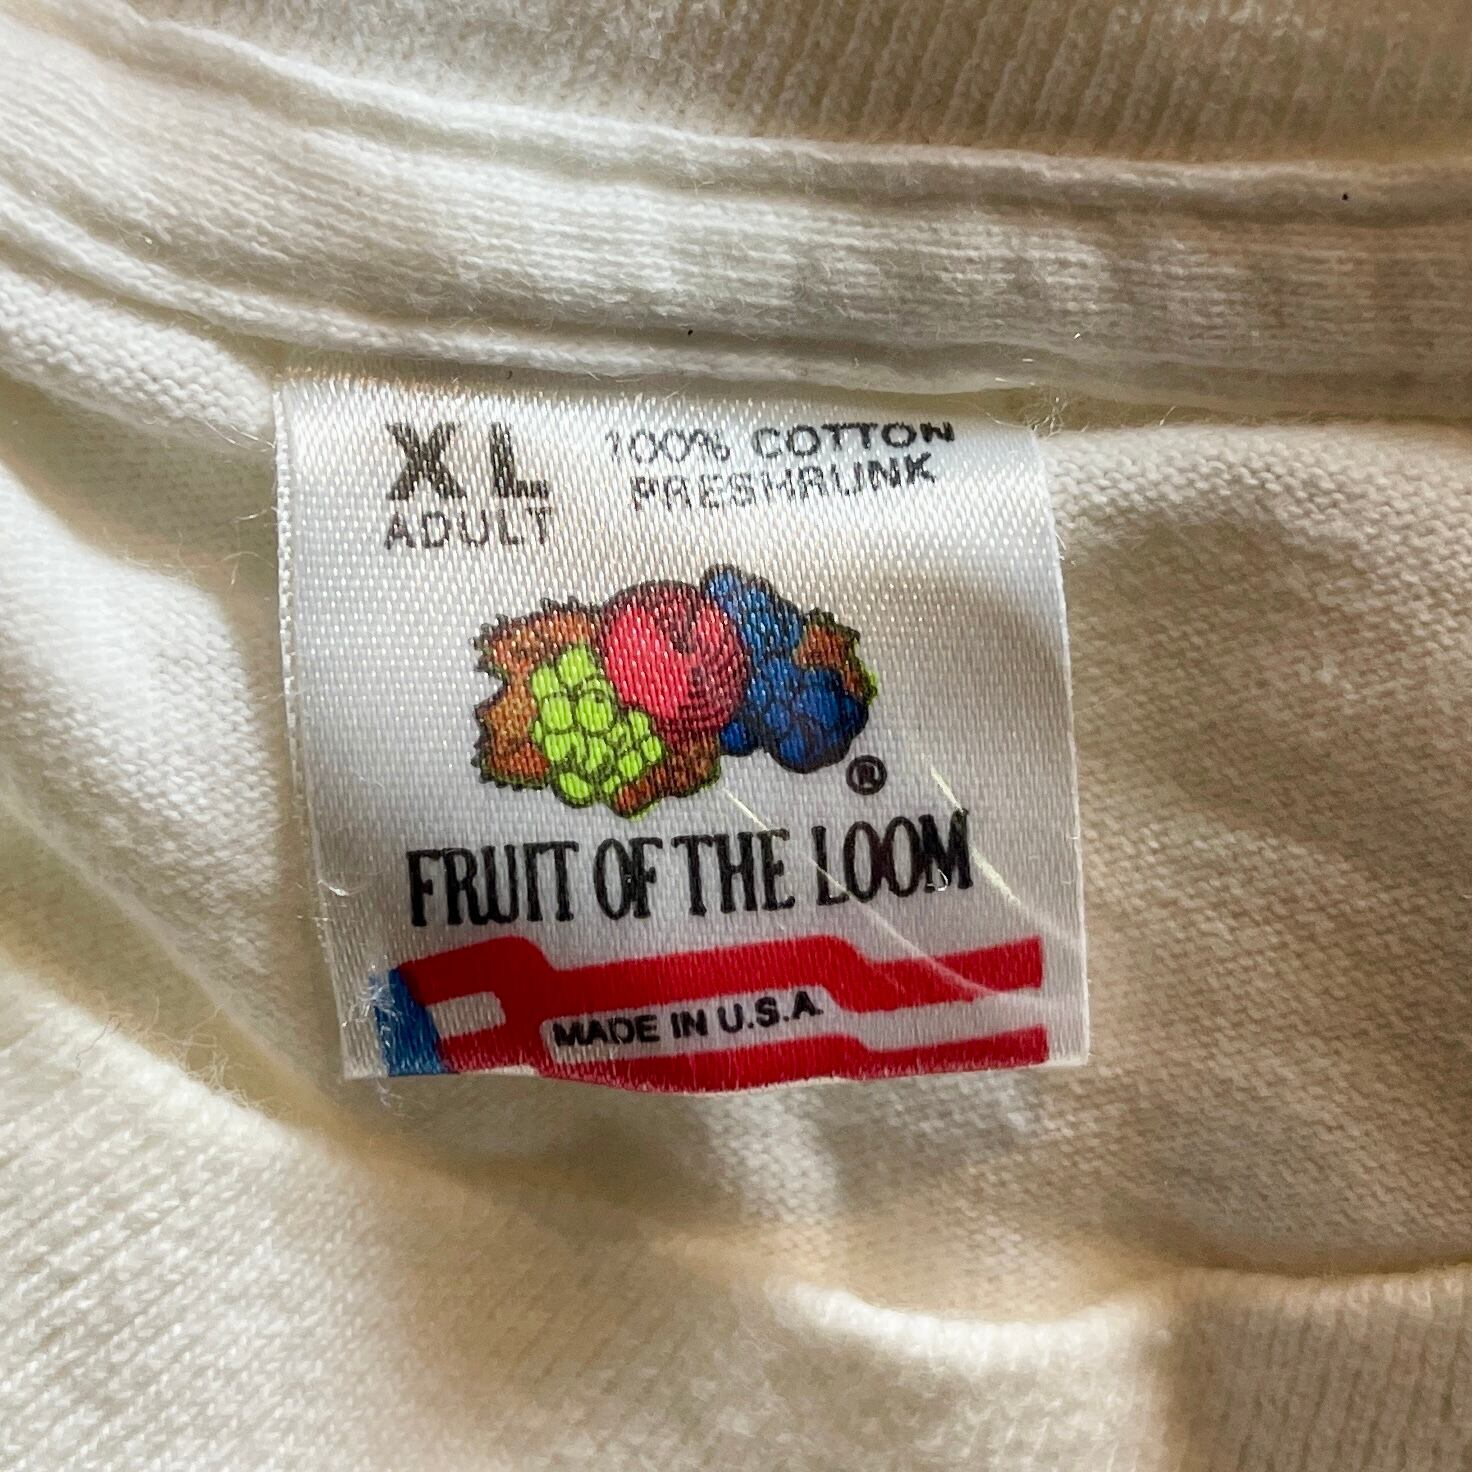 XL 100% COTTON
ADULT PRESHRUNK
®
FRUIT OF THE LOOM
MADE IN U.S.A.